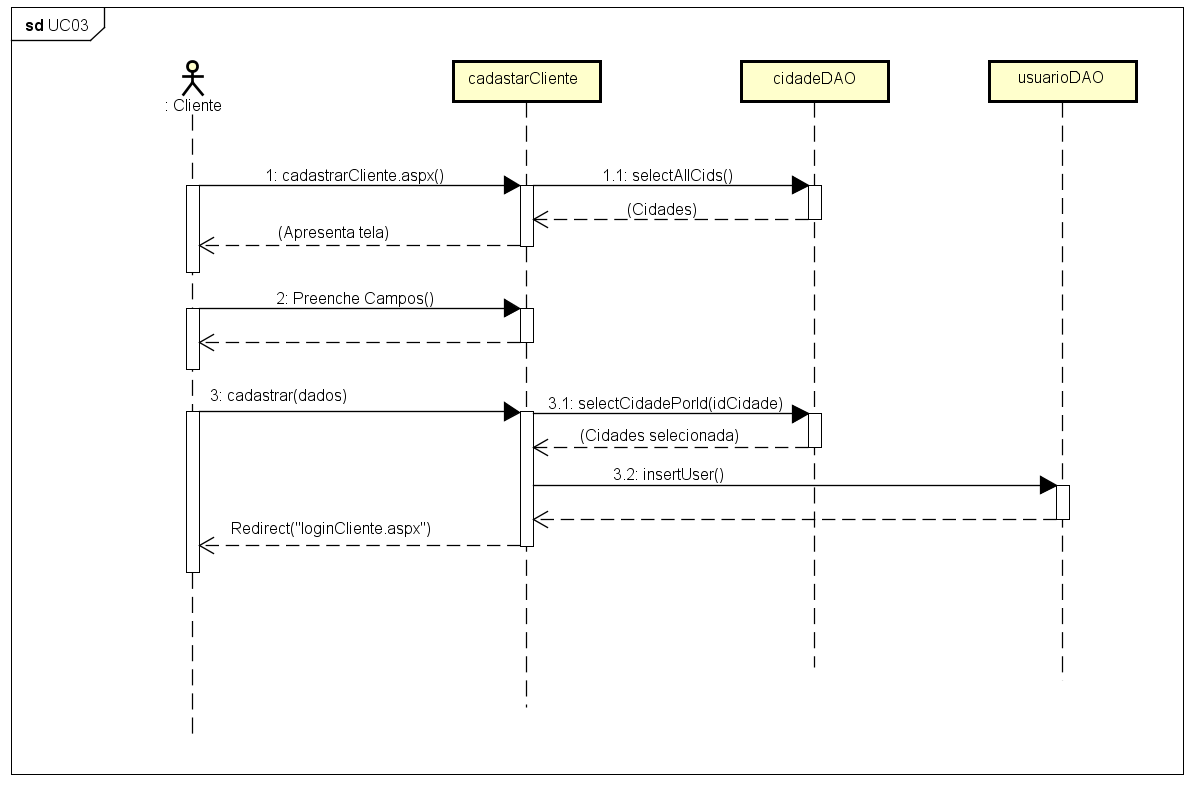 sd UC03
: Cliente
cadastarCliente
cidadeDAO
usuarioDAO
1: cadastrarCliente.aspx()
1.1: selectAllCids()
(Cidades)
(Apresenta tela)
2: Preenche Campos()
3: cadastrar(dados)
3.1: selectCidadePorId(idCidade)
(Cidades selecionada)
3.2: insertUser()
Redirect("loginCliente.aspx")